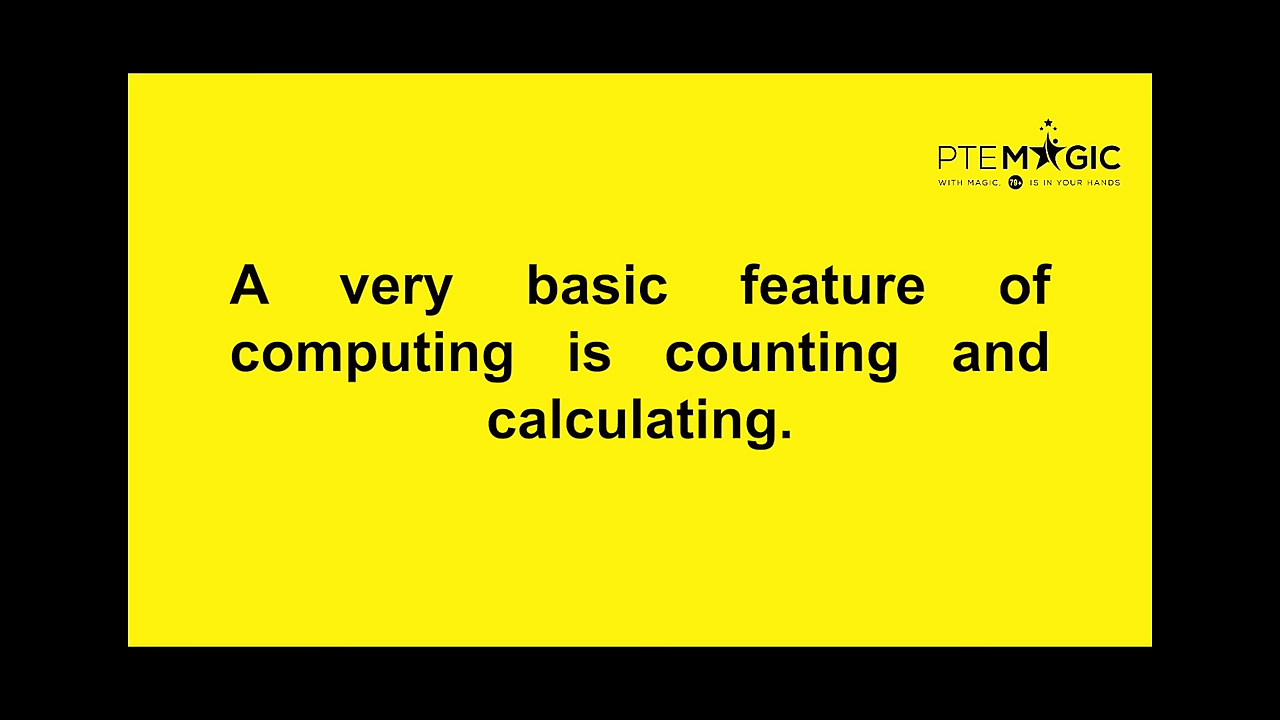 PTEMAGIC
WITH MAGIC. 79+ IS IN YOUR HANDS
A very basic feature of
computing is counting and
calculating.